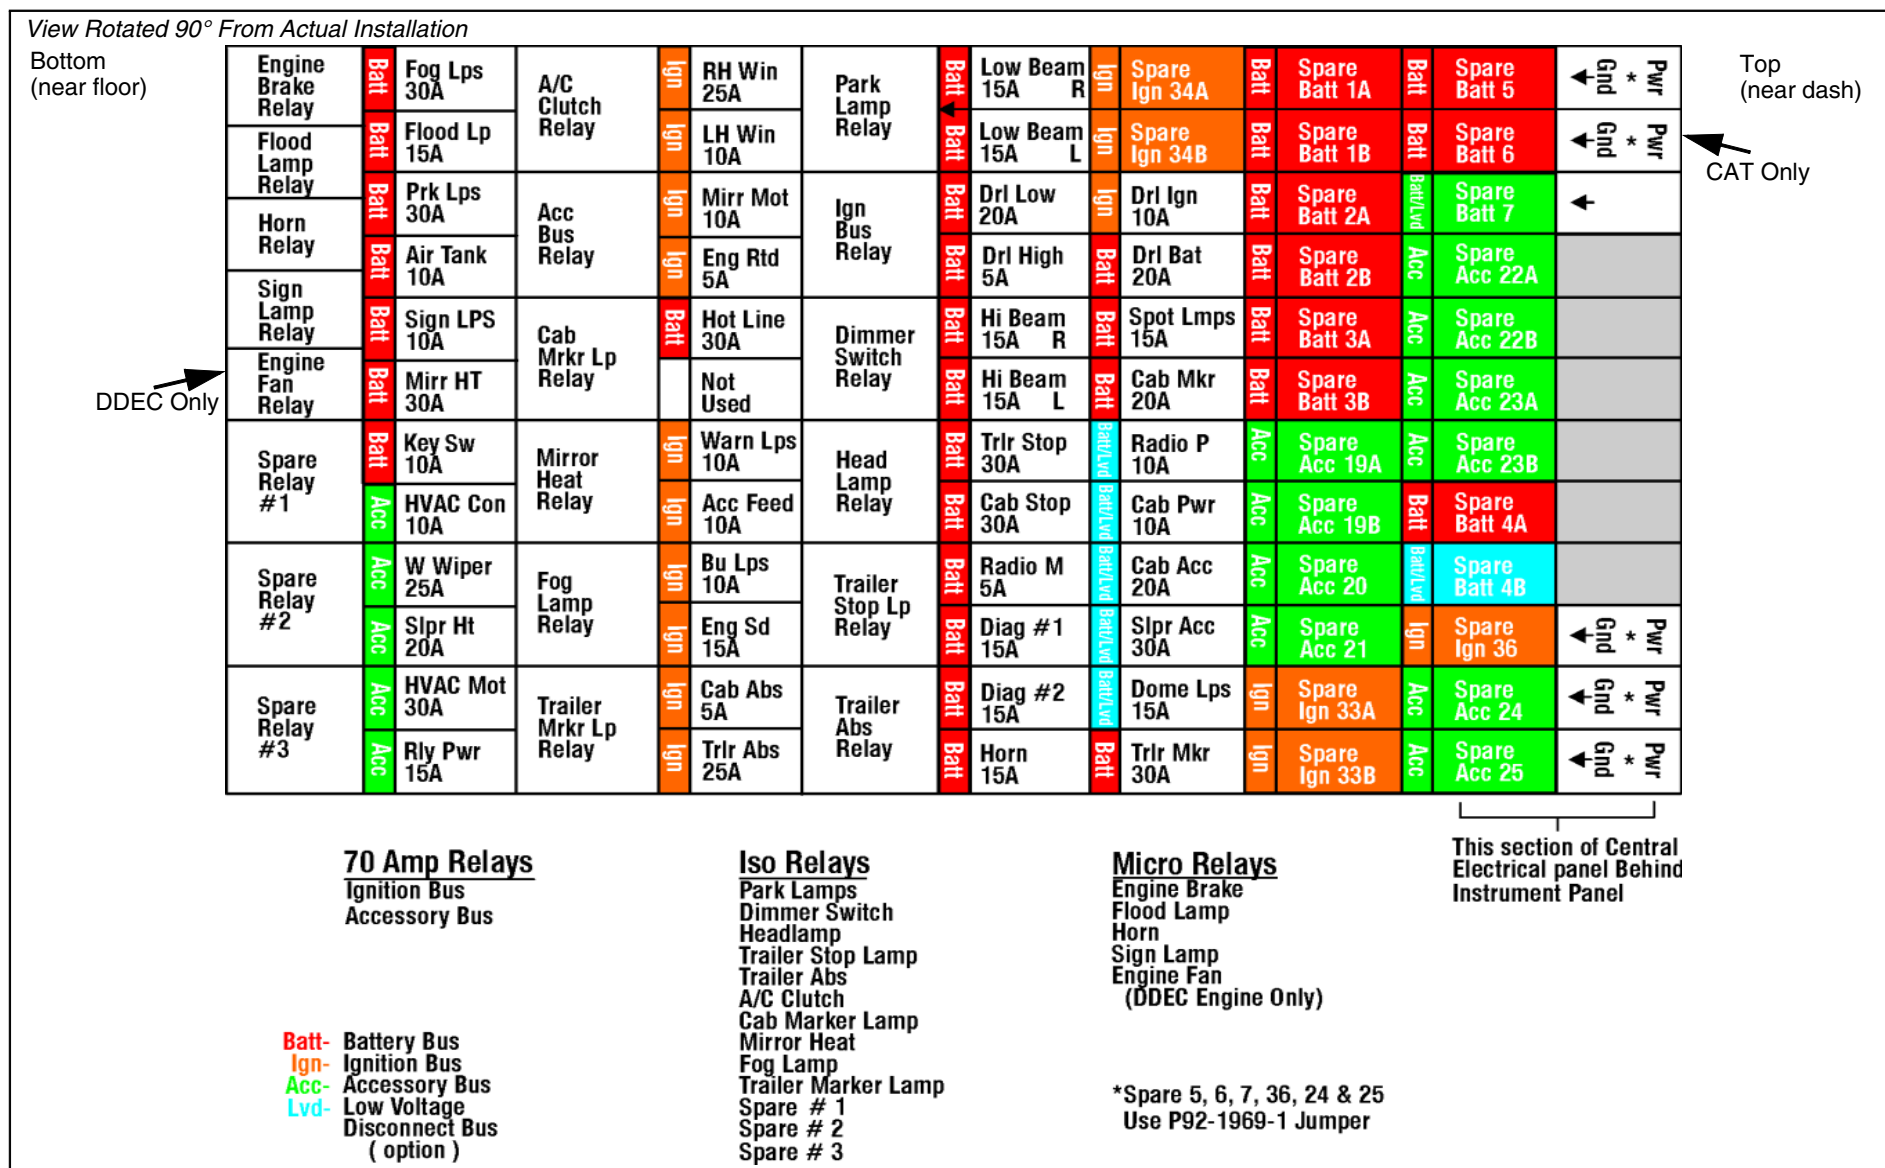 View Rotated 90° From Actual Installation
Bottom
(near floor)
Top
(near dash)
CAT Only
DDEC Only
Engine
Brake
Relay
Flood
Lamp
Relay
Horn
Relay
Sign
Lamp
Relay
Engine
Fan
Relay
Spare
Relay
#1
Spare
Relay
#2
Spare
Relay
#3
Batt
Fog Lps
30A
Batt
Flood Lp
15A
Batt
Prk Lps
30A
Batt
Air Tank
10A
Batt
Sign LPS
10A
Batt
Mirr HT
30A
Batt
Key Sw
10A
Acc
HVAC Con
10A
Acc
W Wiper
25A
Acc
Slpr Ht
20A
Acc
HVAC Mot
30A
Acc
Rly Pwr
15A
A/C
Clutch
Relay
Acc
Bus
Relay
Cab
Mrkr Lp
Relay
Mirror
Heat
Relay
Fog
Lamp
Relay
Trailer
Mrkr Lp
Relay
Ign
RH Win
25A
Ign
LH Win
10A
Ign
Mirr Mot
10A
Ign
Eng Rtd
5A
Batt
Hot Line
30A
Not
Used
Ign
Warn Lps
10A
Ign
Acc Feed
10A
Ign
Bu Lps
10A
Ign
Eng Sd
15A
Ign
Cab Abs
5A
Ign
Trlr Abs
25A
Park
Lamp
Relay
Ign
Bus
Relay
Dimmer
Switch
Relay
Head
Lamp
Relay
Trailer
Stop Lp
Relay
Trailer
Abs
Relay
Batt
Low Beam
15A R
Batt
Low Beam
15A L
Batt
Drl Low
20A
Batt
Drl High
5A
Batt
Hi Beam
15A R
Batt
Hi Beam
15A L
Batt
Trlr Stop
30A
Batt
Cab Stop
30A
Batt
Radio M
5A
Batt
Diag #1
15A
Batt
Diag #2
15A
Batt
Horn
15A
Ign
Spare
Ign 34A
Ign
Spare
Ign 34B
Ign
Drl Ign
10A
Batt
Drl Bat
20A
Batt
Spot Lmps
15A
Batt
Cab Mkr
20A
Batt/Lvd
Radio P
10A
Batt/Lvd
Cab Pwr
10A
Batt/Lvd
Cab Acc
20A
Batt/Lvd
Slpr Acc
30A
Batt/Lvd
Dome Lps
15A
Batt
Trlr Mkr
30A
Batt
Spare
Batt 1A
Batt
Spare
Batt 1B
Batt
Spare
Batt 2A
Batt
Spare
Batt 2B
Batt
Spare
Batt 3A
Batt
Spare
Batt 3B
Acc
Spare
Acc 19A
Acc
Spare
Acc 19B
Acc
Spare
Acc 20
Acc
Spare
Acc 21
Ign
Spare
Ign 33A
Ign
Spare
Ign 33B
Batt
Spare
Batt 5
Batt
Spare
Batt 6
Batt/Lvd
Spare
Batt 7
Acc
Spare
Acc 22A
Acc
Spare
Acc 22B
Acc
Spare
Acc 23A
Acc
Spare
Acc 23B
Batt
Spare
Batt 4A
Batt/Lvd
Spare
Batt 4B
Ign
Spare
Ign 36
Acc
Spare
Acc 24
Acc
Spare
Acc 25
Gnd * Pwr
Gnd * Pwr
Gnd * Pwr
Gnd * Pwr
Gnd * Pwr
This section of Central
Electrical panel Behind
Instrument Panel
70 Amp Relays
Ignition Bus
Accessory Bus
Batt- Battery Bus
Ign- Ignition Bus
Acc- Accessory Bus
Lvd- Low Voltage
Disconnect Bus
( option )
Iso Relays
Park Lamps
Dimmer Switch
Headlamp
Trailer Stop Lamp
Trailer Abs
A/C Clutch
Cab Marker Lamp
Mirror Heat
Fog Lamp
Trailer Marker Lamp
Spare # 1
Spare # 2
Spare # 3
Micro Relays
Engine Brake
Flood Lamp
Horn
Sign Lamp
Engine Fan
(DDEC Engine Only)
*Spare 5, 6, 7, 36, 24 & 25
Use P92-1969-1 Jumper